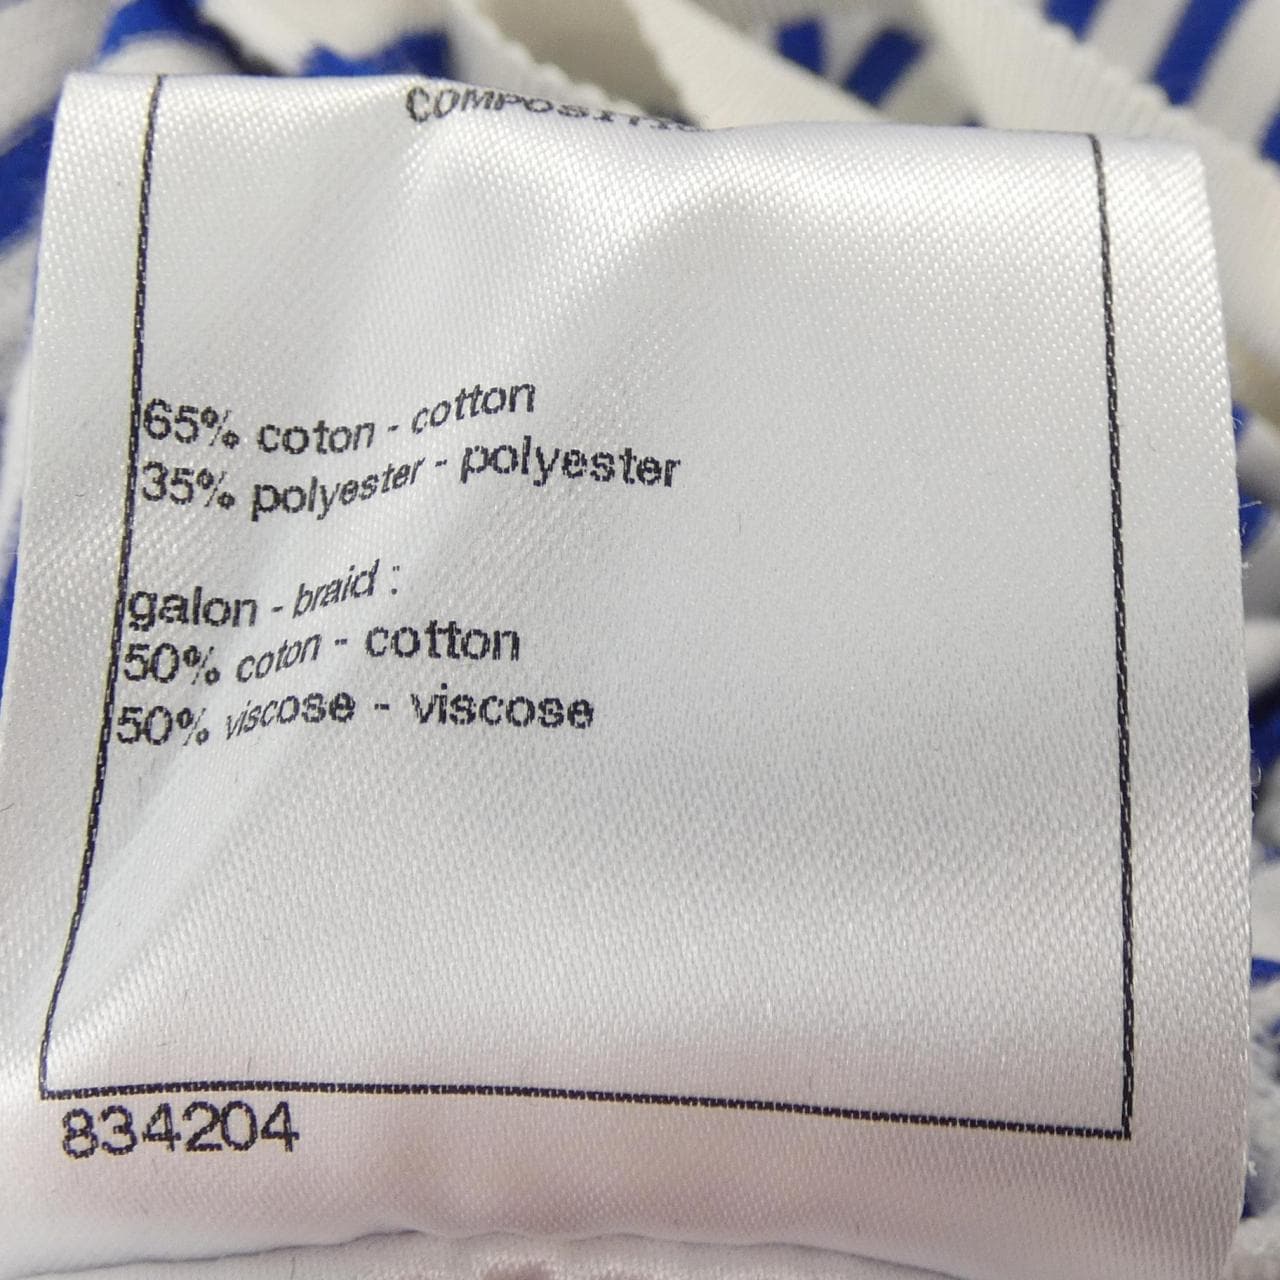 65% coton - cotton
35% polyester - polyester
galon - braid :
50% coton - cotton
50% viscose - viscose
834204